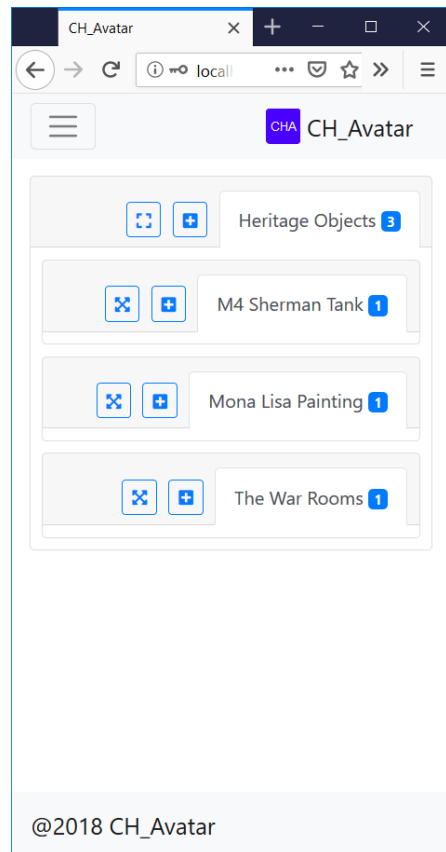 CH_Avatar
locall
CHA CH_Avatar
Heritage Objects 3
M4 Sherman Tank 1
Mona Lisa Painting 1
The War Rooms 1
@2018 CH_Avatar